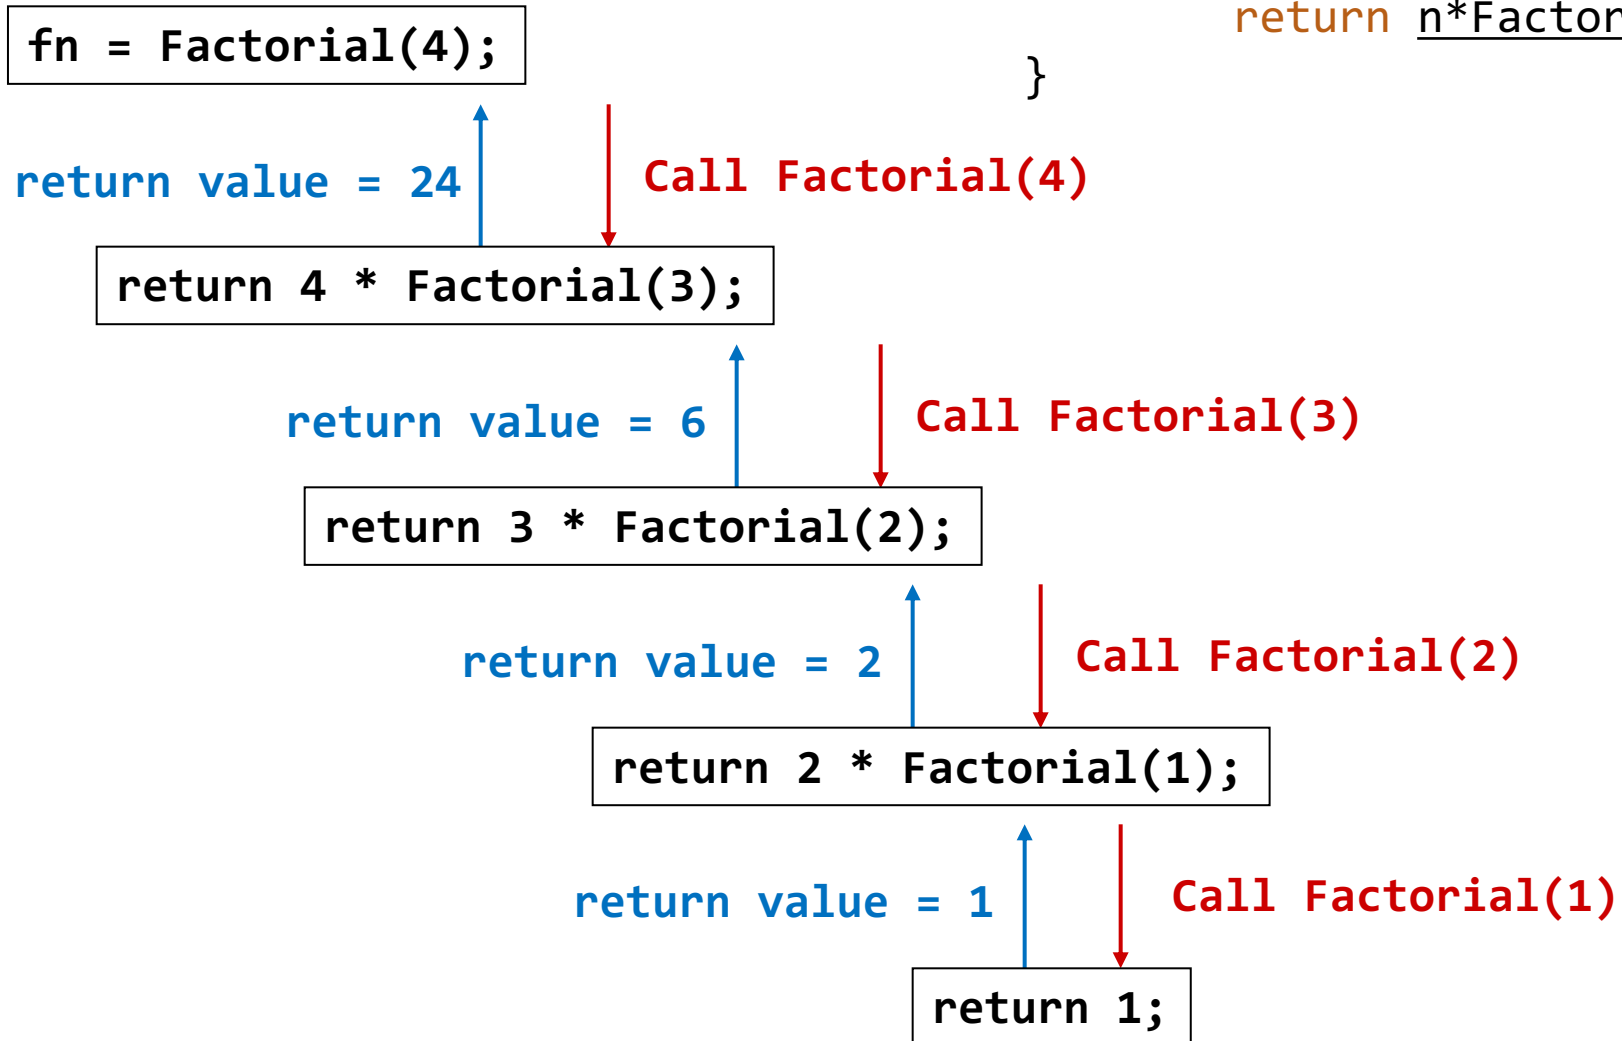 return
fn = Factorial(4);
}
return value = 24
Call Factorial(4)
return 4 * Factorial(3);
return value = 6
Call Factorial(3)
return 3 * Factorial(2);
return value = 2
Call Factorial(2)
return 2 * Factorial(1);
return value = 1
Call Factorial(1)
return 1;